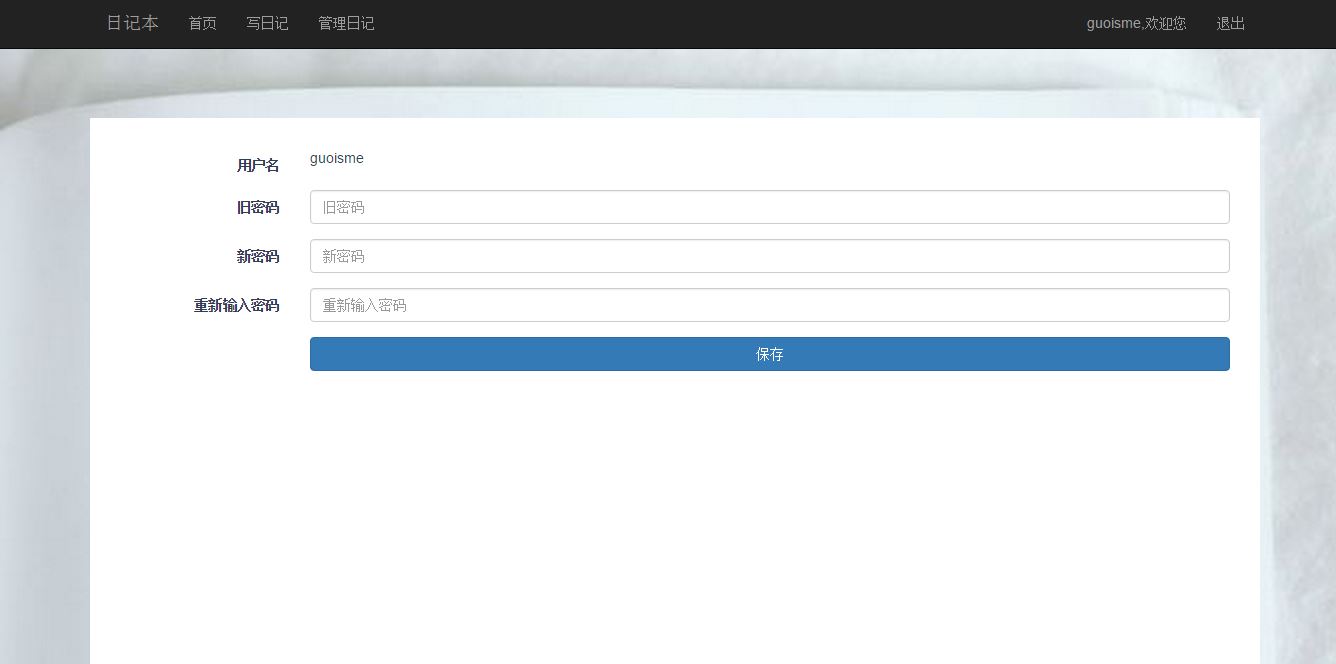 日记本 首页 写日记 管理日记 guoisme,欢迎您 退出
用户名 guoisme
旧密码 旧密码
新密码 新密码
重新输入密码 重新输入密码
保存